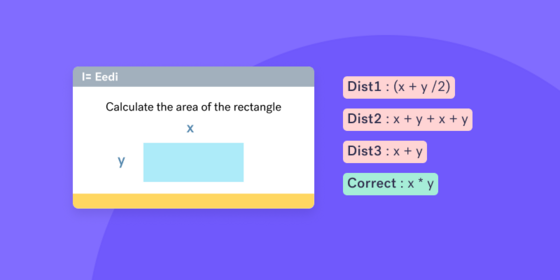 I= Eedi
Calculate the area of the rectangle
x
y
Dist1 : (x + y /2)
Dist2 : x + y + x + y
Dist3 : x + y
Correct : x * y